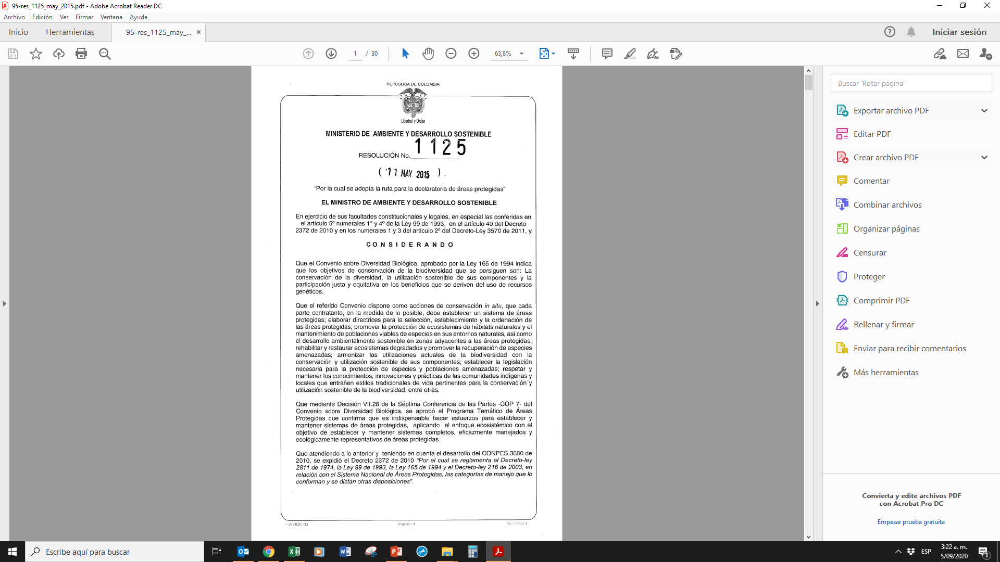 95-res_1125_may_2015.pdf - Adobe Acrobat Reader DC
Archivo Edición Ver Firmar Ventana Ayuda
Inicio Herramientas 95-res_1125_may_... × Iniciar sesión
1 / 30 63,8%
REPÚBLICA DE COLOMBIA
Libertad y Orden
MINISTERIO DE AMBIENTE Y DESARROLLO SOSTENIBLE
RESOLUCIÓN No. 1125
( 11 MAY 2015 )
"Por la cual se adopta la ruta para la declaratoria de áreas protegidas"
EL MINISTRO DE AMBIENTE Y DESARROLLO SOSTENIBLE
En ejercicio de sus facultades constitucionales y legales, en especial las conferidas en
el artículo 5º numerales 1° y 4º de la Ley 99 de 1993, en el artículo 40 del Decreto
2372 de 2010 y en los numerales 1 y 3 del artículo 2º del Decreto-Ley 3570 de 2011, y
CONSIDERANDO
Que el Convenio sobre Diversidad Biológica, aprobado por la Ley 165 de 1994 indica
que los objetivos de conservación de la biodiversidad que se persiguen son: La
conservación de la diversidad, la utilización sostenible de sus componentes y la
participación justa y equitativa en los beneficios que se deriven del uso de recursos
genéticos.
Que el referido Convenio dispone como acciones de conservación in situ, que cada
parte contratante, en la medida de lo posible, debe establecer un sistema de áreas
protegidas; elaborar directrices para la selección, establecimiento y la ordenación de
las áreas protegidas; promover la protección de ecosistemas de hábitats naturales y el
mantenimiento de poblaciones viables de especies en sus entornos naturales, así como
el desarrollo ambientalmente sostenible en zonas adyacentes a las áreas protegidas;
rehabilitar y restaurar ecosistemas degradados y promover la recuperación de especies
amenazadas; armonizar las utilizaciones actuales de la biodiversidad con la
conservación y utilización sostenible de sus componentes; establecer la legislación
necesaria para la protección de especies y poblaciones amenazadas; respetar y
mantener los conocimientos, innovaciones y prácticas de las comunidades indígenas y
locales que entrañen estilos tradicionales de vida pertinentes para la conservación y
utilización sostenible de la biodiversidad, entre otras.
Que mediante Decisión VII.28 de la Séptima Conferencia de las Partes -COP 7- del
Convenio sobre Diversidad Biológica, se aprobó el Programa Temático de Áreas
Protegidas que confirma que es indispensable hacer esfuerzos para establecer y
mantener sistemas de áreas protegidas, aplicando el enfoque ecosistémico con el
objetivo de establecer y mantener sistemas completos, eficazmente manejados y
ecológicamente representativos de áreas protegidas.
Que atendiendo a lo anterior y teniendo en cuenta el desarrollo del CONPES 3680 de
2010, se expidió el Decreto 2372 de 2010 "Por el cual se reglamenta el Decreto-ley
2811 de 1974, la Ley 99 de 1993, la Ley 165 de 1994 y el Decreto-ley 216 de 2003, en
relación con el Sistema Nacional de Áreas Protegidas, las categorías de manejo que lo
conforman y se dictan otras disposiciones".
Versión 4 05/12/2014
Buscar 'Rotar página'
Exportar archivo PDF
Editar PDF
Crear archivo PDF
Comentar
Combinar archivos
Organizar páginas
Censurar
Proteger
Comprimir PDF
Rellenar y firmar
Enviar para recibir comentarios
Más herramientas
Convierta y edite archivos PDF
con Acrobat Pro DC
Empezar prueba gratuita
Escribe aquí para buscar
ESP
3:22 a. m.
5/09/2020
1